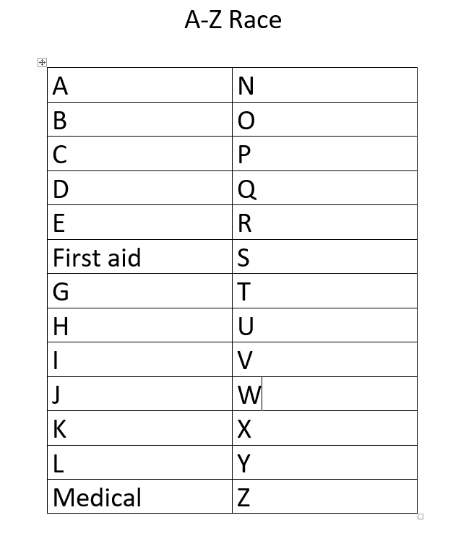 A-Z Race
A N
B O
C P
D Q
E R
First aid S
G T
H U
I V
J W
K X
L Y
Medical Z